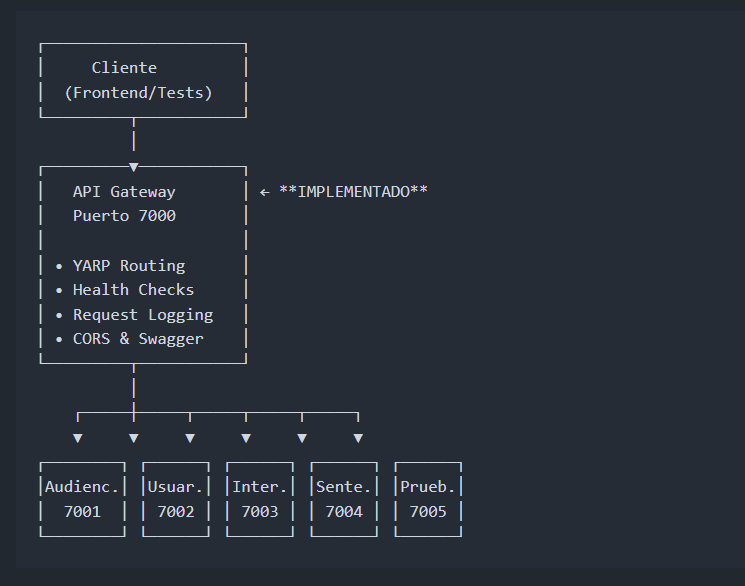 Cliente
(Frontend/Tests)
API Gateway ← **IMPLEMENTADO**
Puerto 7000
• YARP Routing
• Health Checks
• Request Logging
• CORS & Swagger
Audienc. Usuar. Inter. Sente. Prueb.
7001 7002 7003 7004 7005